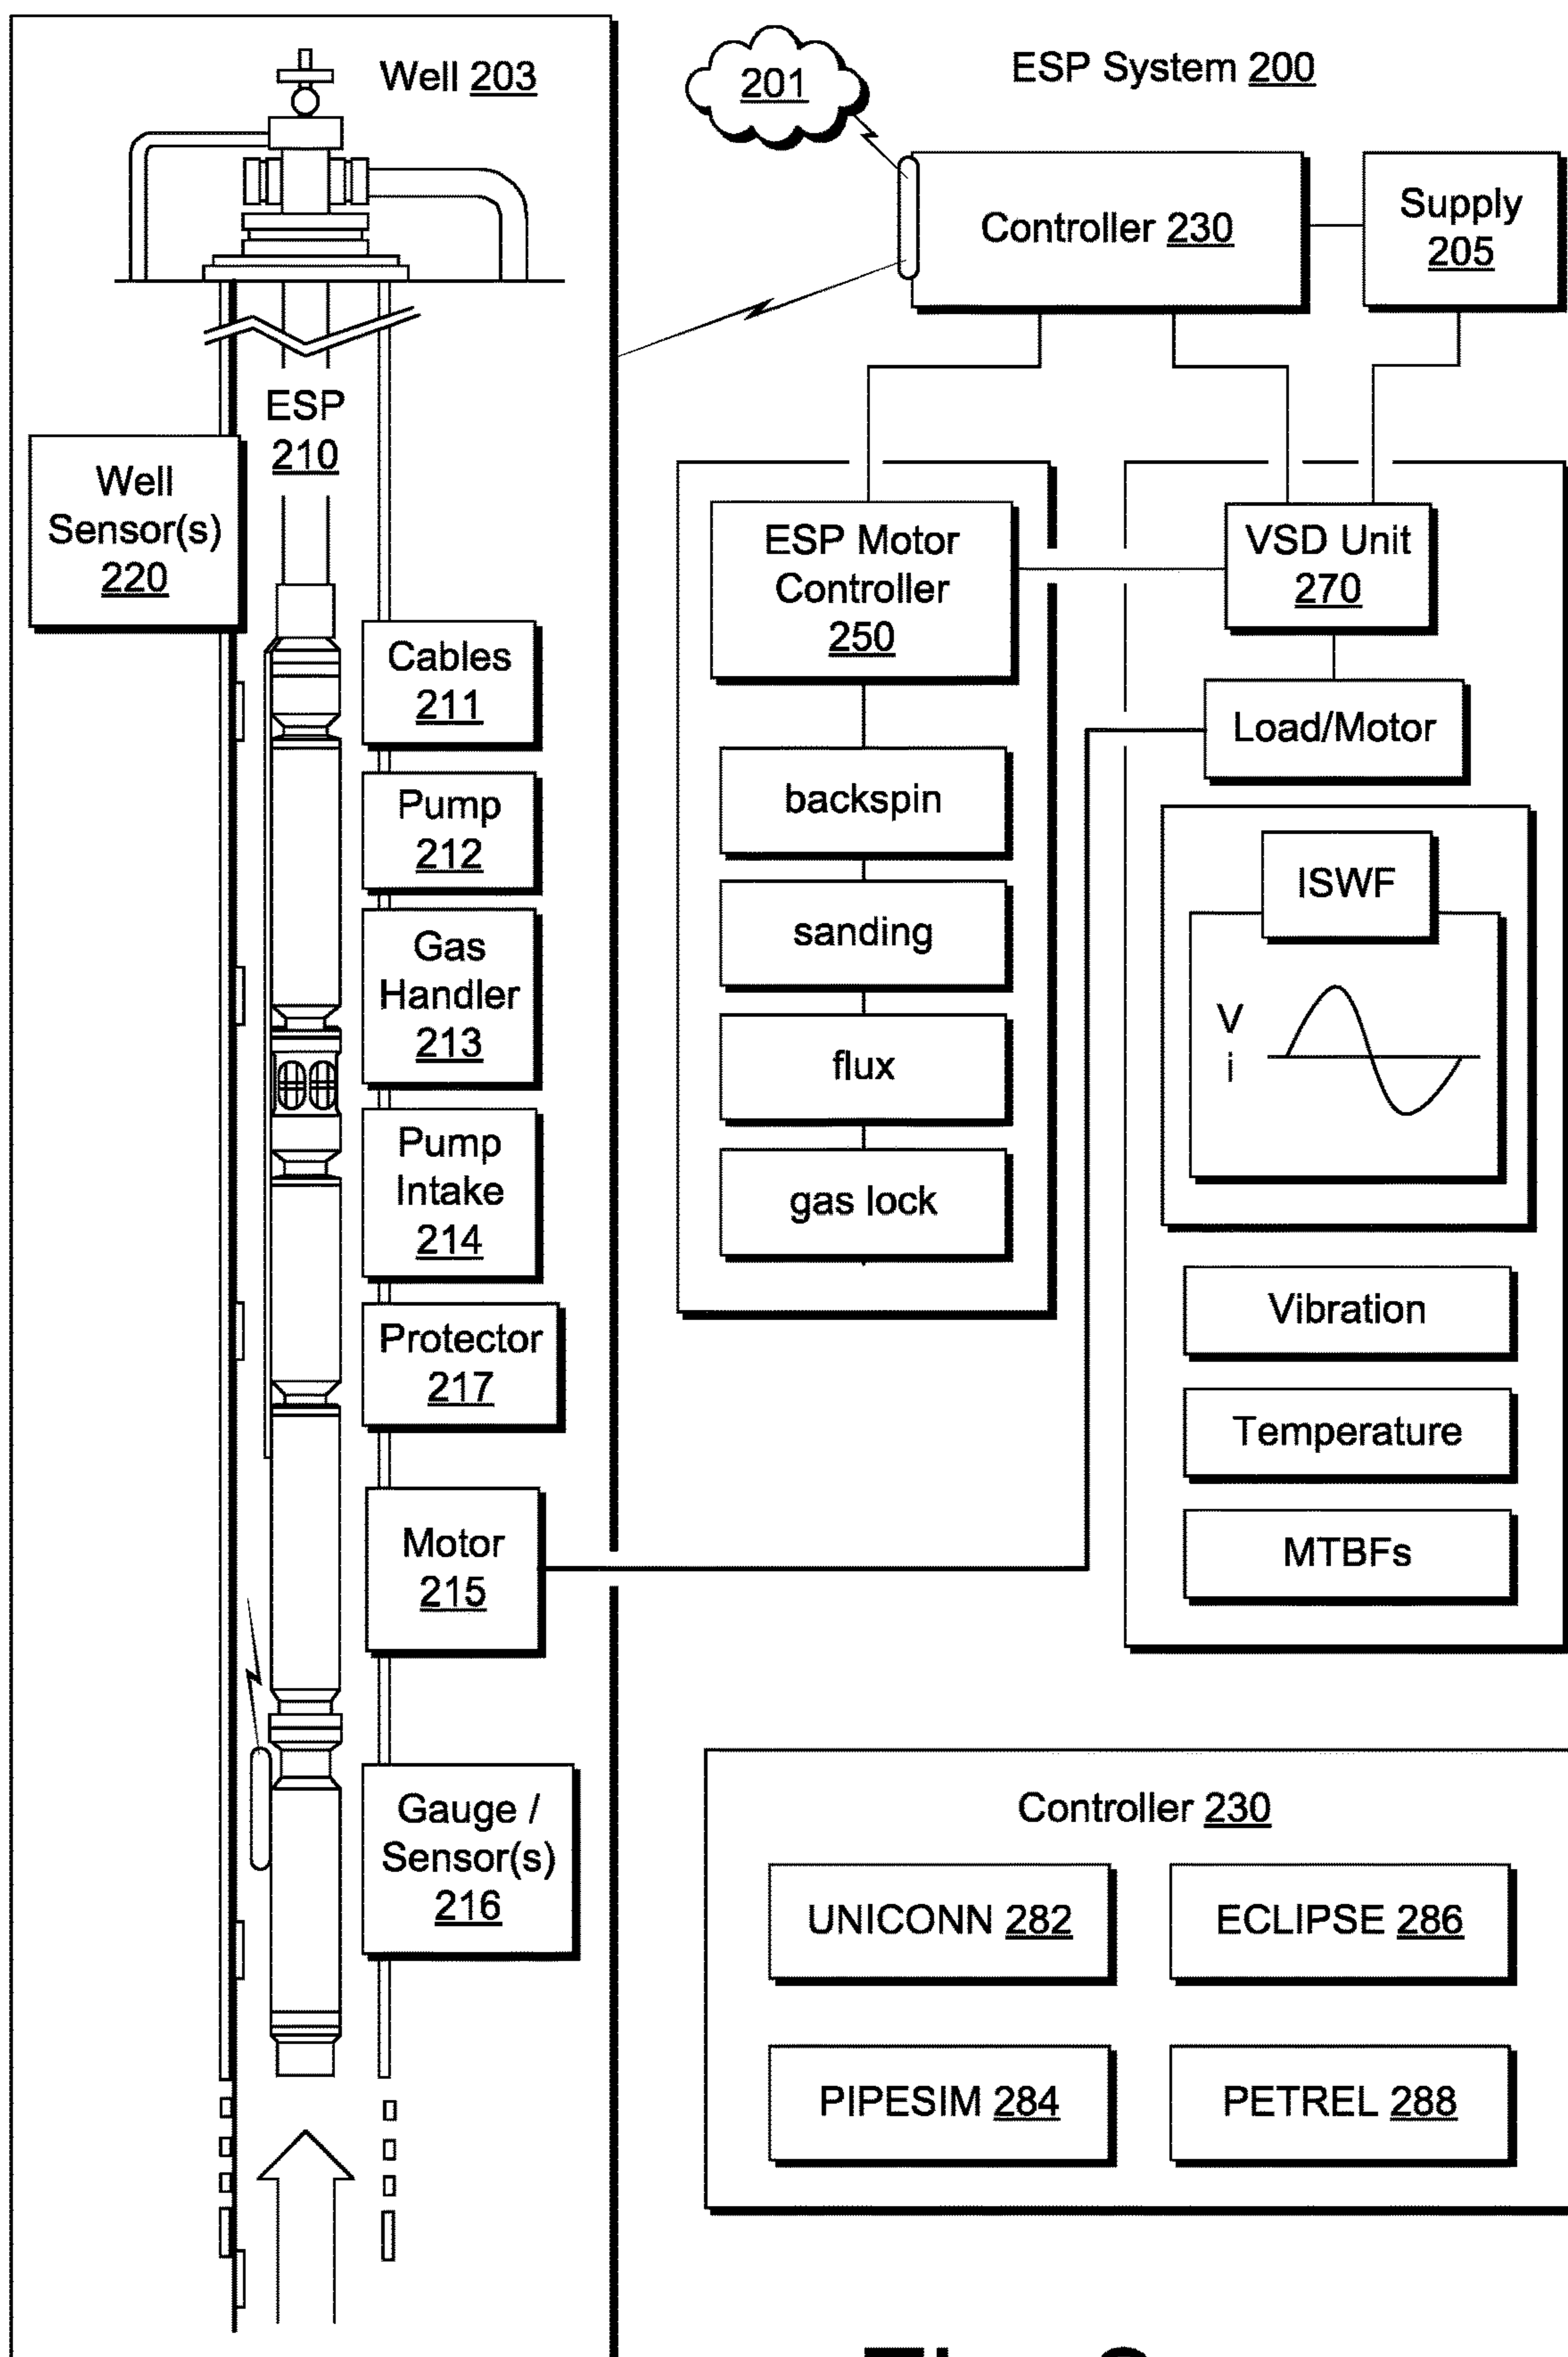 Well 203
201
ESP System 200
Controller 230
Supply
205
ESP
210
Well
Sensor(s)
220
Cables
211
Pump
212
Gas
Handler
213
Pump
Intake
214
Protector
217
Motor
215
Gauge /
Sensor(s)
216
ESP Motor
Controller
250
backspin
sanding
flux
gas lock
VSD Unit
270
Load/Motor
ISWF
V
i
Vibration
Temperature
MTBFs
Controller 230
UNICONN 282
ECLIPSE 286
PIPESIM 284
PETREL 288